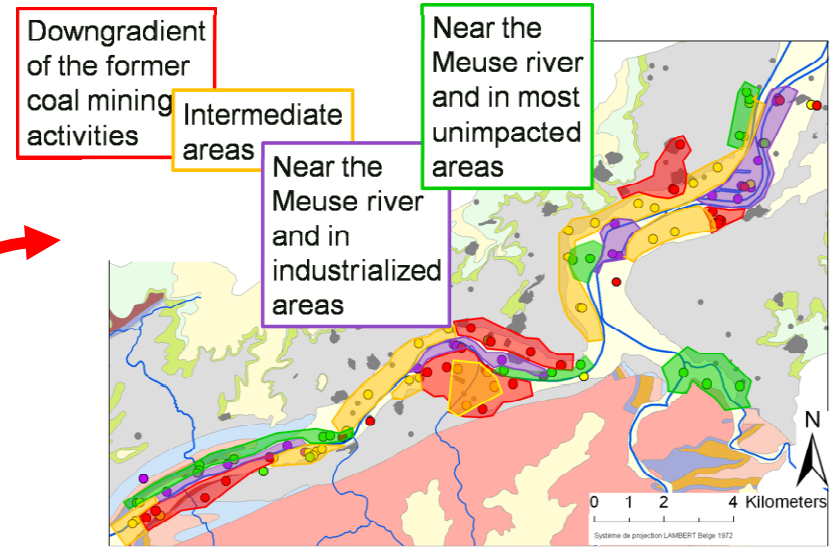 Downgradient
of the former
coal mining
activities
Intermediate
areas
Near the
Meuse river
and in
industrialized
areas
Near the
Meuse river
and in most
unimpacted
areas
N
0 1 2 4 Kilometers
Système de projection LAMBERT Belge 1972